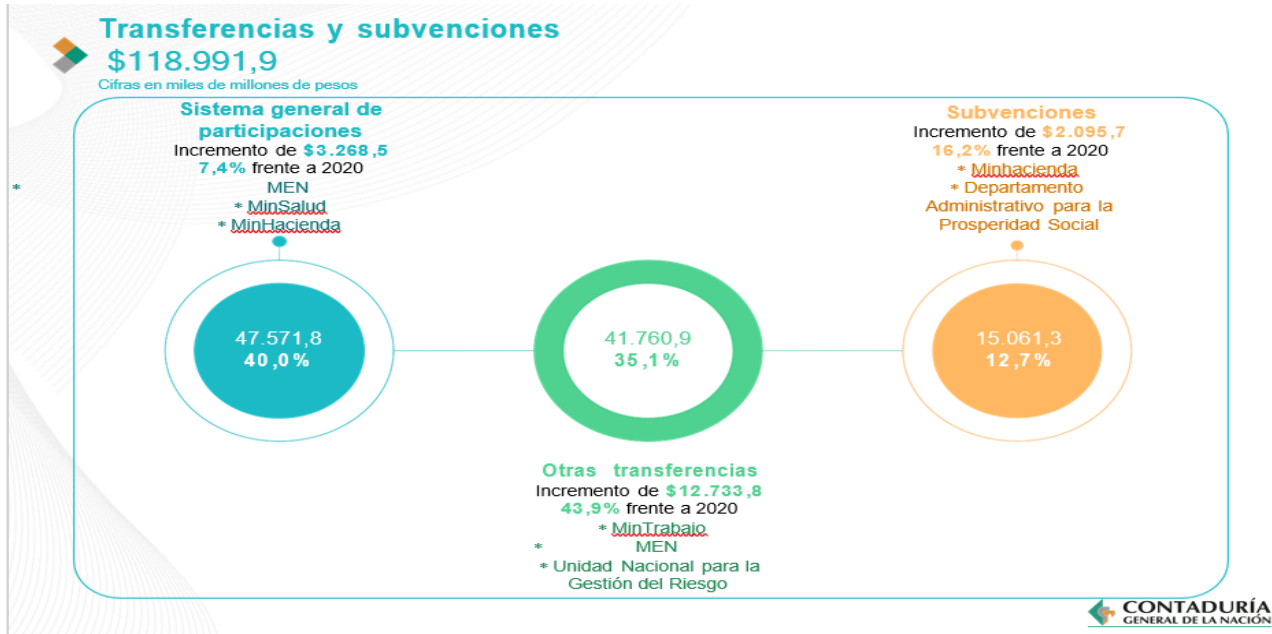 Transferencias y subvenciones
$118.991,9
Cifras en miles de millones de pesos
Sistema general de
participaciones
Incremento de $3.268,5
7,4% frente a 2020
* MEN
* MinSalud
* MinHacienda
47.571,8
40,0%
41.760,9
35,1%
Otras transferencias
Incremento de $12.733,8
43,9% frente a 2020
* MinTrabajo
* MEN
* Unidad Nacional para la
Gestión del Riesgo
Subvenciones
Incremento de $2.095,7
16,2% frente a 2020
* Minhacienda
* Departamento
Administrativo para la
Prosperidad Social
15.061,3
12,7%
CONTADURÍA
GENERAL DE LA NACIÓN